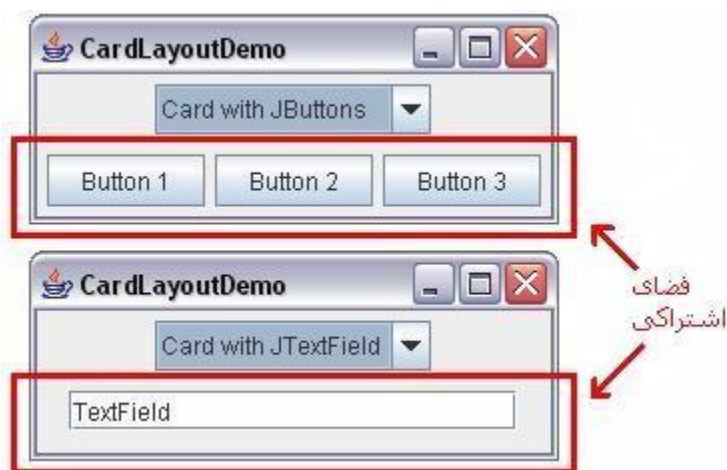 CardLayoutDemo
Card with JButtons
Button 1 Button 2 Button 3
CardLayoutDemo
Card with JTextField
TextField
فضای
اشتراکی